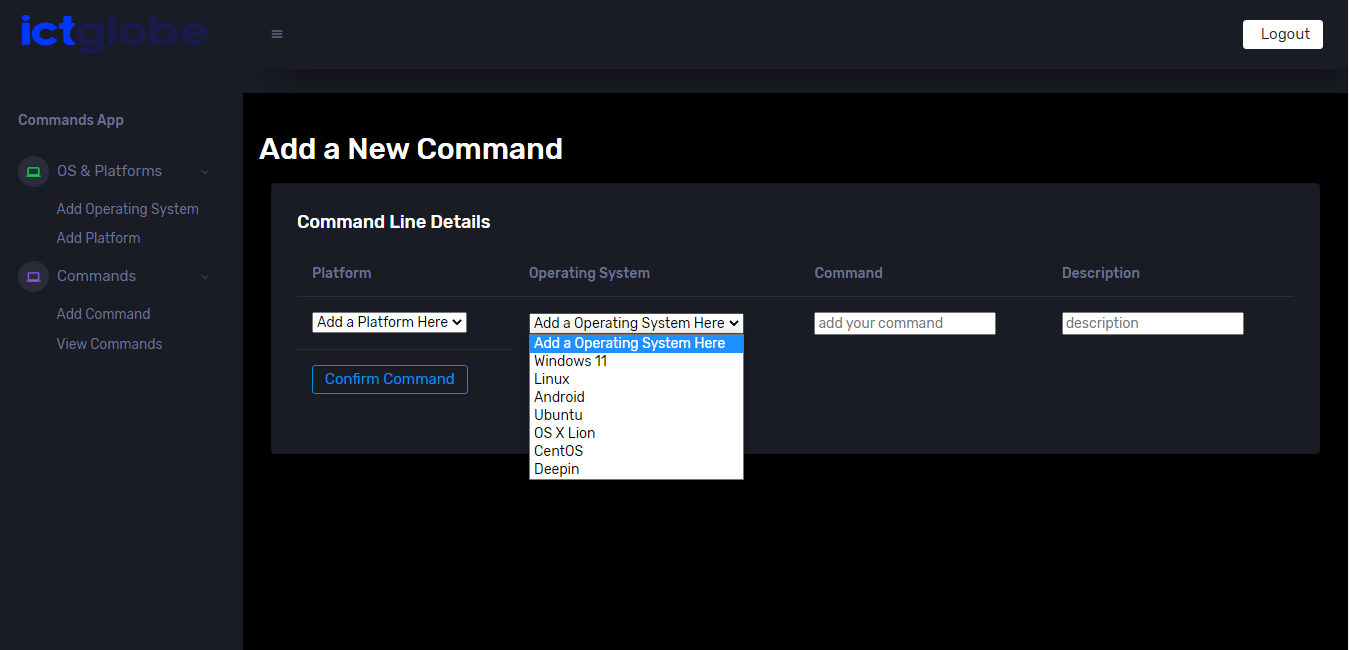 ictglobe
Logout
Commands App
OS & Platforms
Add Operating System
Add Platform
Commands
Add Command
View Commands
Add a New Command
Command Line Details
Platform Operating System Command Description
Add a Platform Here Add a Operating System Here add your command description
Add a Operating System Here
Windows 11
Linux
Android
Ubuntu
OS X Lion
CentOS
Deepin
Confirm Command